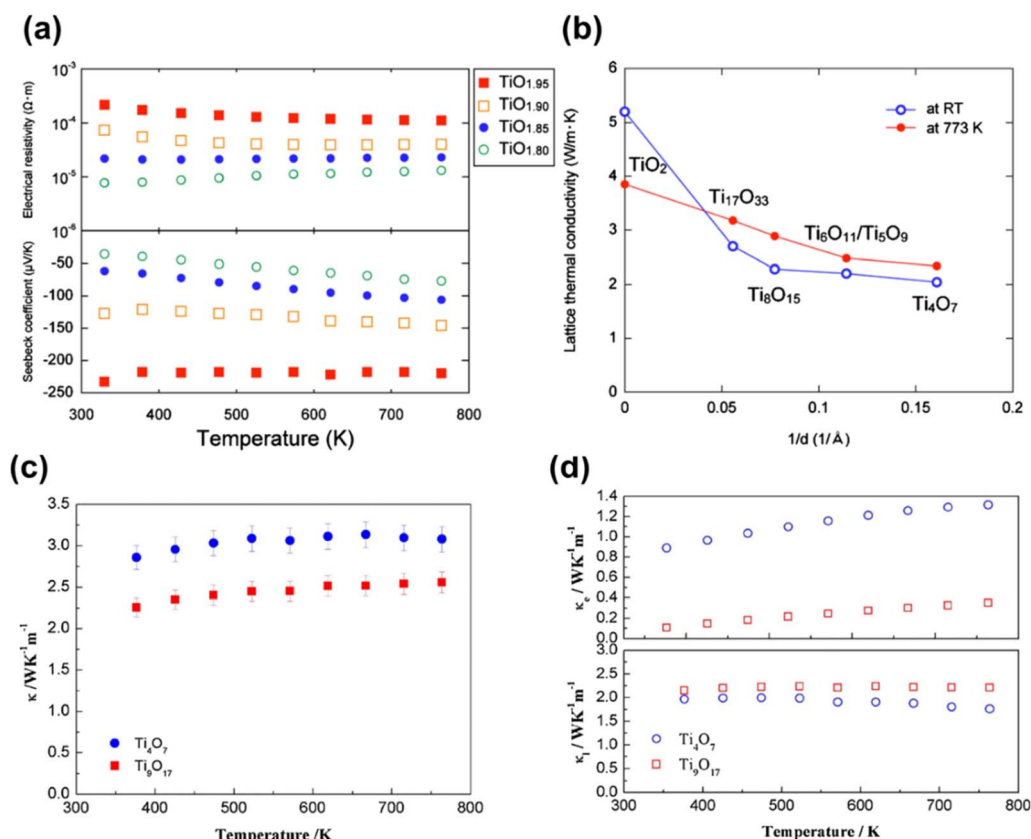 (a)
10⁻³
10⁻⁴
10⁻⁵
10⁻⁶
Electrical resistivity (Ω·m)
TiO₁.₉₅
TiO₁.₉₀
TiO₁.₈₅
TiO₁.₈₀
-50
-100
-150
-200
-250
Seebeck coefficient (µV/K)
300 400 500 600 700 800
Temperature (K)
(b)
6
5
4
3
2
1
0
Lattice thermal conductivity (W/m·K)
at RT
at 773 K
TiO₂
Ti₁₇O₃₃
Ti₆O₁₁/Ti₅O₉
Ti₈O₁₅
Ti₄O₇
0 0.05 0.1 0.15 0.2
1/d (1/Å)
(c)
3.5
3.0
2.5
2.0
1.5
1.0
0.5
0.0
κ /WK⁻¹m⁻¹
Ti₄O₇
Ti₉O₁₇
300 400 500 600 700 800
Temperature /K
(d)
1.4
1.2
1.0
0.8
0.6
0.4
0.2
0.0
κₑ / WK⁻¹m⁻¹
2.5
2.0
1.5
1.0
0.5
0.0
κₗ / WK⁻¹m⁻¹
Ti₄O₇
Ti₉O₁₇
300 400 500 600 700 800
Temperature / K